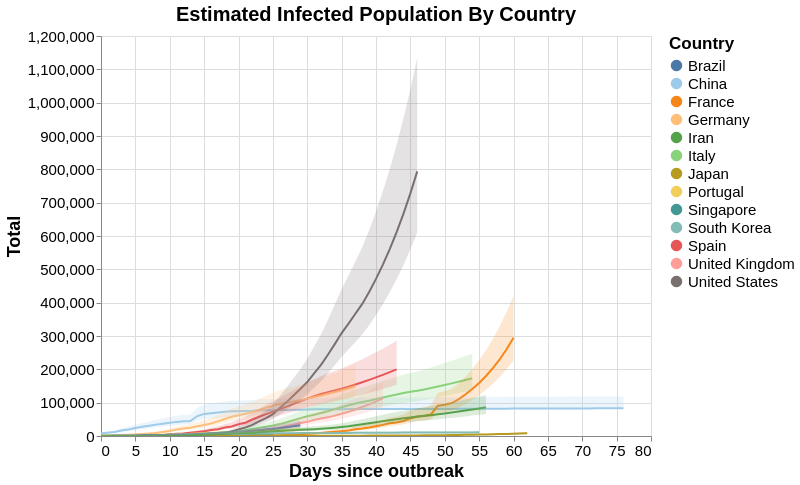 Estimated Infected Population By Country
1,200,000
1,100,000
1,000,000
900,000
800,000
700,000
600,000
500,000
400,000
300,000
200,000
100,000
0
Total
0 5 10 15 20 25 30 35 40 45 50 55 60 65 70 75 80
Days since outbreak
Country
Brazil
China
France
Germany
Iran
Italy
Japan
Portugal
Singapore
South Korea
Spain
United Kingdom
United States